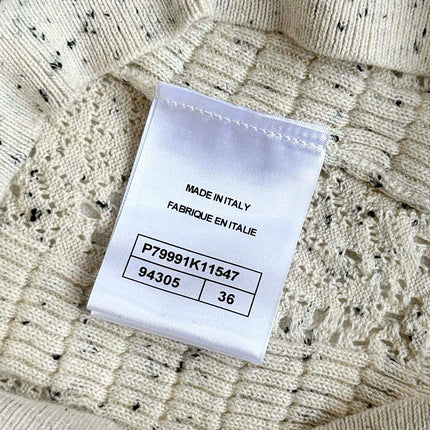 MADE IN ITALY
FABRIQUE EN ITALIE
P79991K11547
94305 36